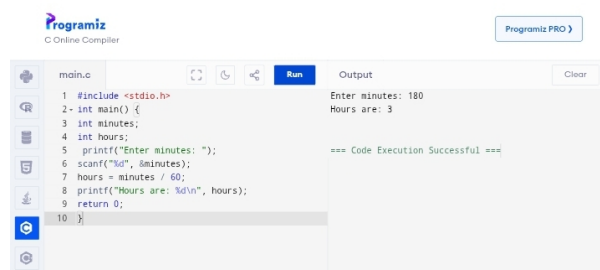 Programiz
C Online Compiler
Programiz PRO ❯
main.c
Run
Output
Clear
1 #include <stdio.h>
2 int main() {
3 int minutes;
4 int hours;
5  printf("Enter minutes: ");
6 scanf("%d", &minutes);
7 hours = minutes / 60;
8 printf("Hours are: %d\n", hours);
9 return 0;
10 }
Enter minutes: 180
Hours are: 3
=== Code Execution Successful ===